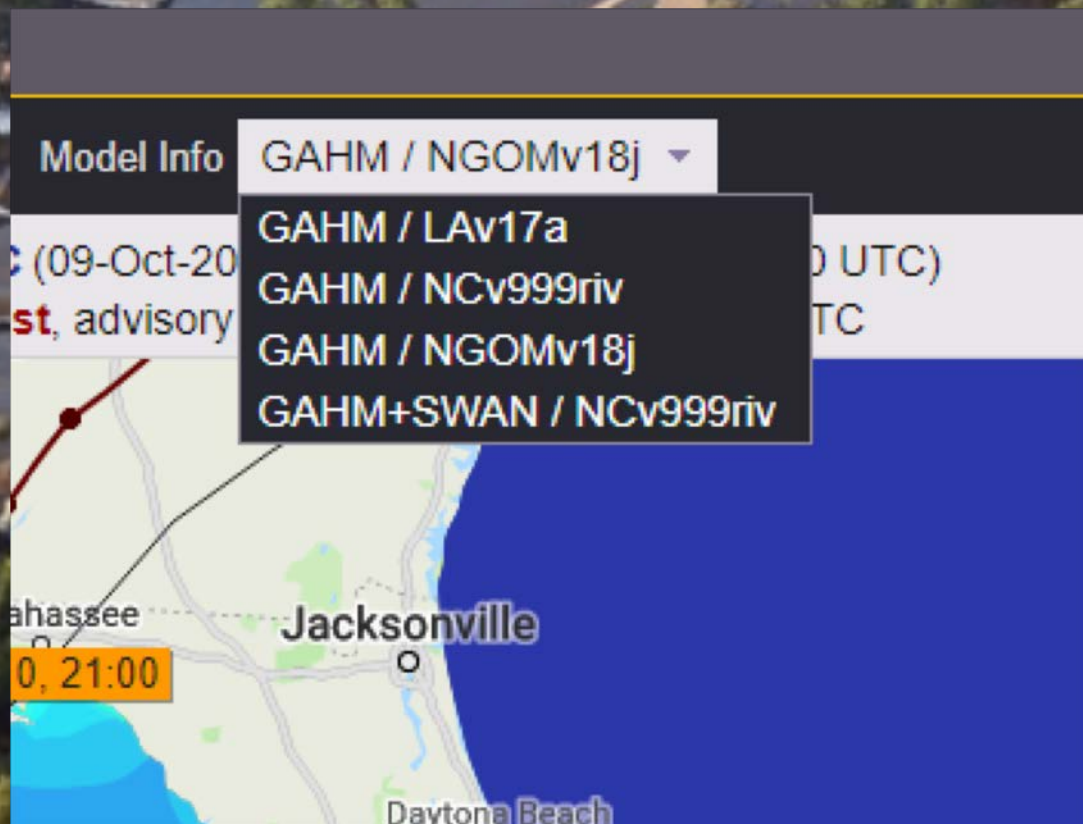 Model Info GAHM / NGOMv18j
GAHM / LAv17a
(09-Oct-20 UTC)
GAHM / NCv999riv
st, advisory TC
GAHM / NGOMv18j
GAHM+SWAN / NCv999riv
ahassee
Jacksonville
0, 21:00
Daytona Beach